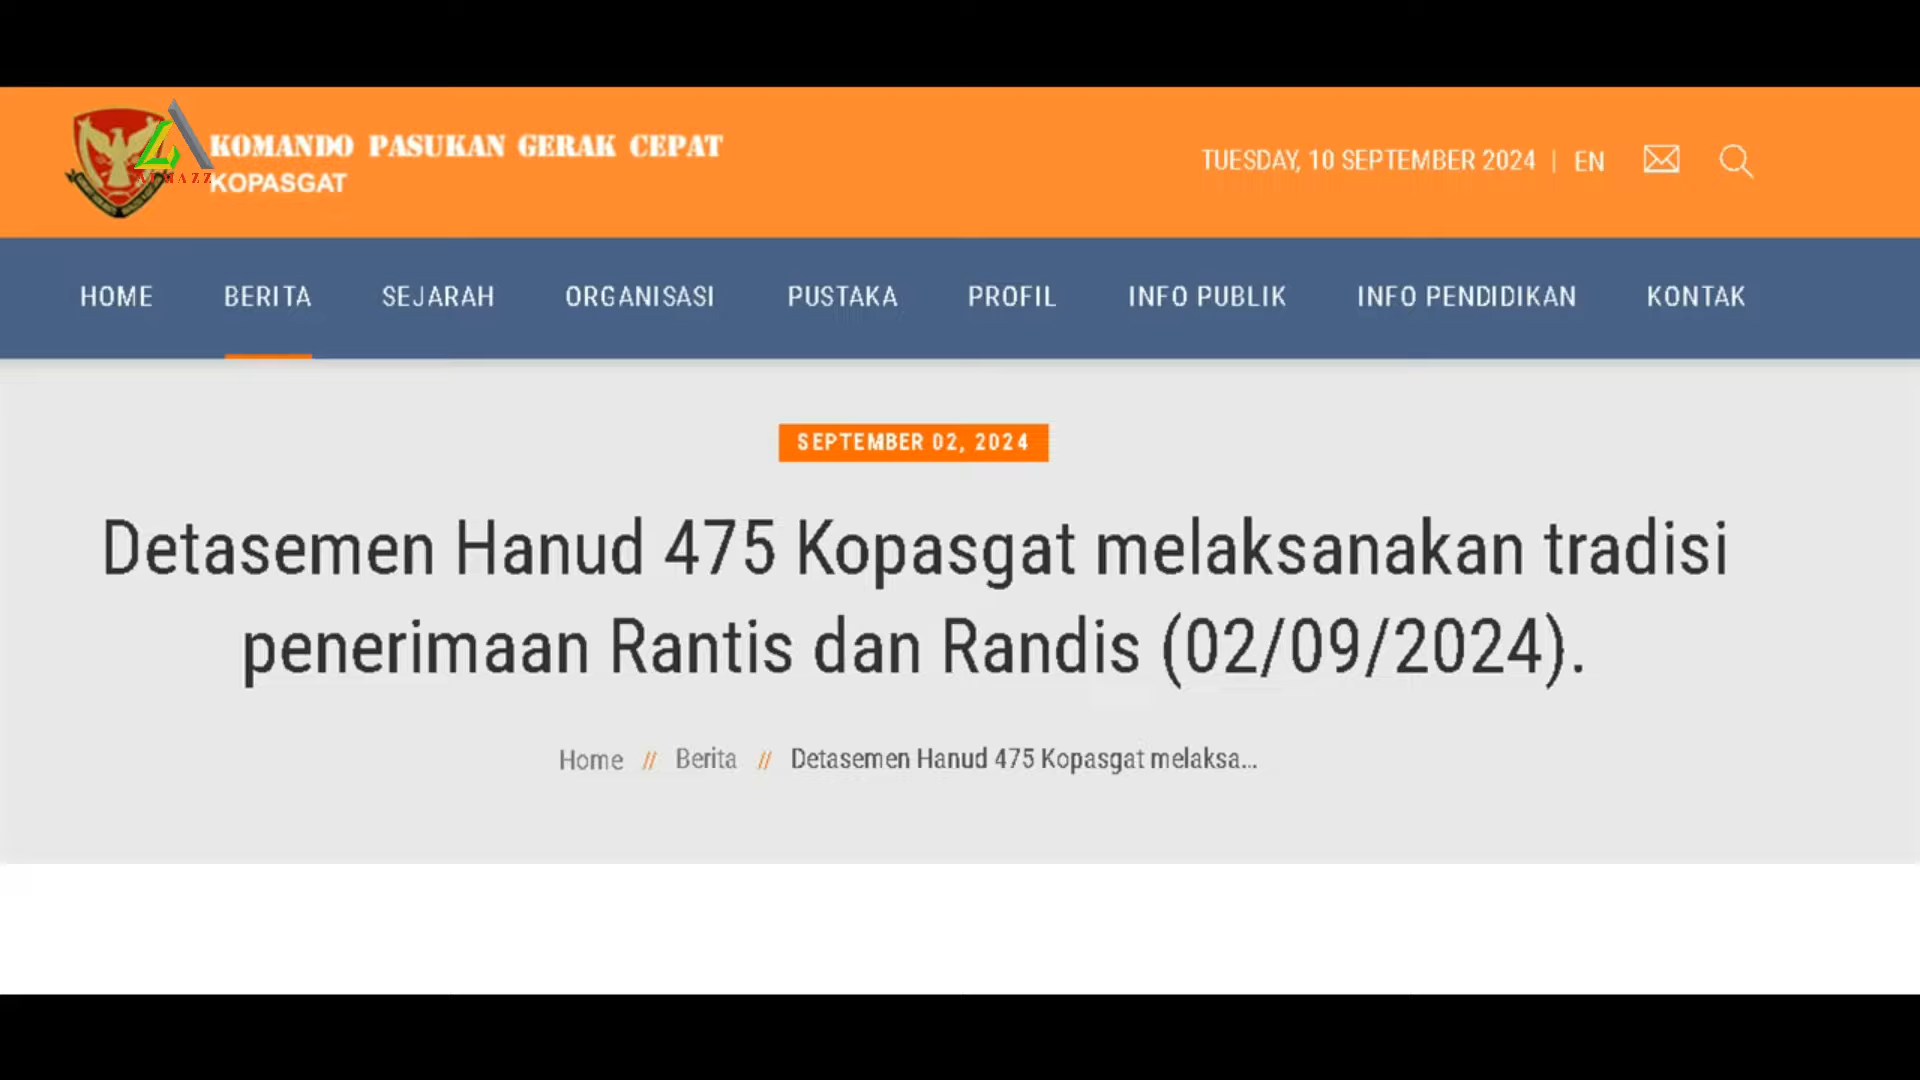 KOMANDO PASUKAN GERAK CEPAT
KOPASGAT
ALMAZZ
TUESDAY, 10 SEPTEMBER 2024 | EN
HOME BERITA SEJARAH ORGANISASI PUSTAKA PROFIL INFO PUBLIK INFO PENDIDIKAN KONTAK
SEPTEMBER 02, 2024
Detasemen Hanud 475 Kopasgat melaksanakan tradisi
penerimaan Rantis dan Randis (02/09/2024).
Home // Berita // Detasemen Hanud 475 Kopasgat melaksa...